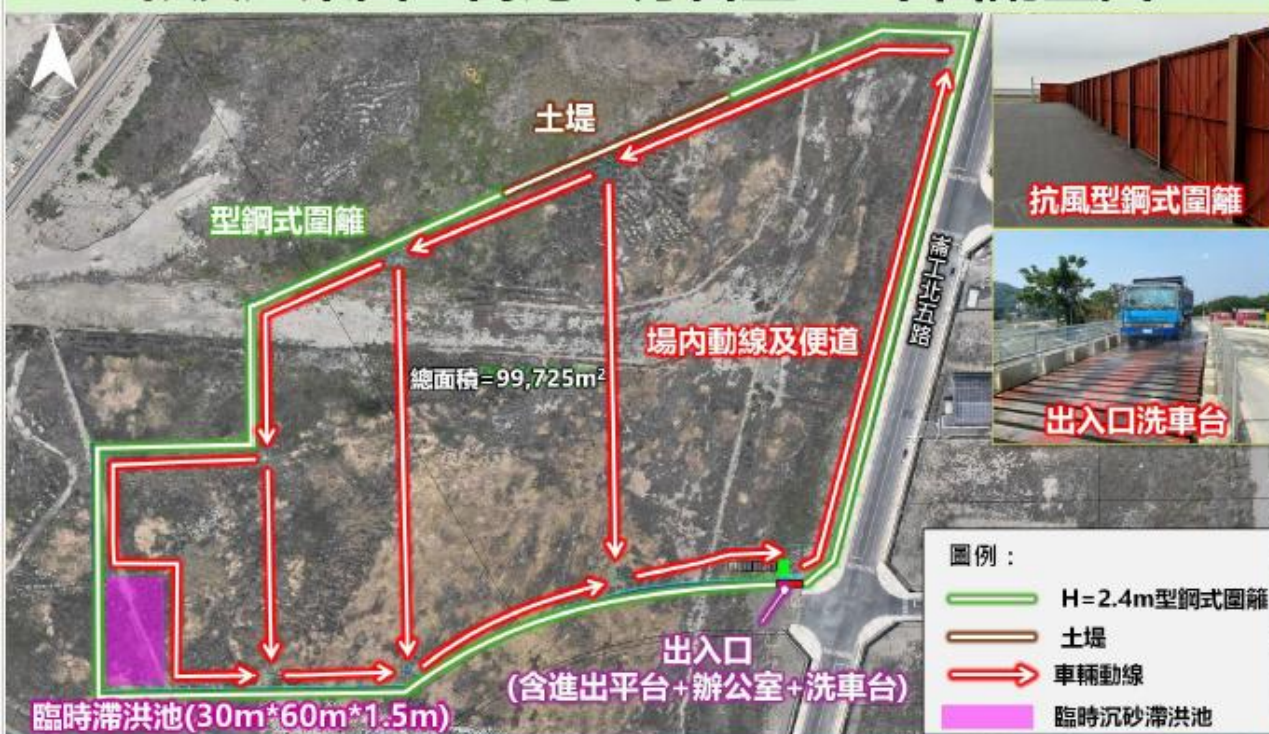 土堤
型鋼式圍籬
抗風型鋼式圍籬
崙工北五路
場內動線及便道
總面積=99,725m²
出入口洗車台
圖例：
H=2.4m型鋼式圍籬
土堤
車輛動線
臨時沉砂滯洪池
出入口
(含進出平台+辦公室+洗車台)
臨時滯洪池(30m*60m*1.5m)